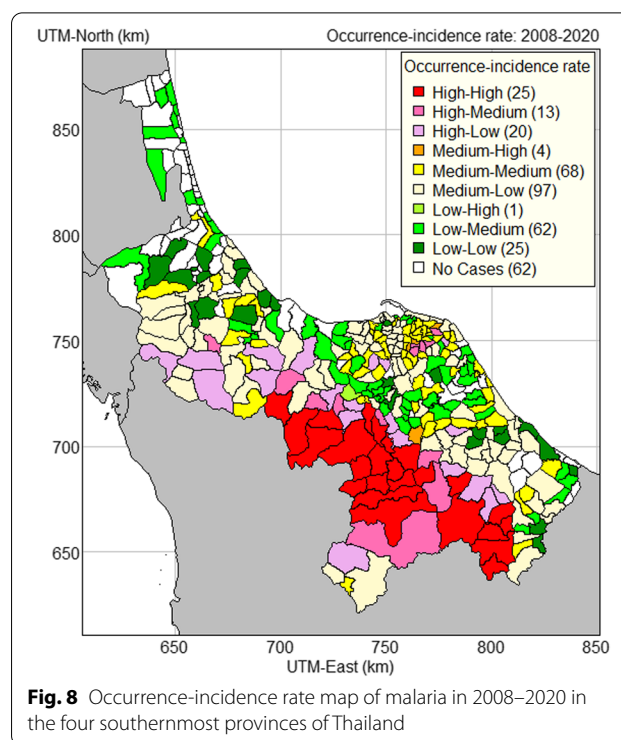 UTM-North (km)
Occurrence-incidence rate: 2008-2020
Occurrence-incidence rate
High-High (25)
High-Medium (13)
High-Low (20)
Medium-High (4)
Medium-Medium (68)
Medium-Low (97)
Low-High (1)
Low-Medium (62)
Low-Low (25)
No Cases (62)
850
800
750
700
650
650
700
750
800
850
UTM-East (km)
Fig. 8 Occurrence-incidence rate map of malaria in 2008–2020 in
the four southernmost provinces of Thailand